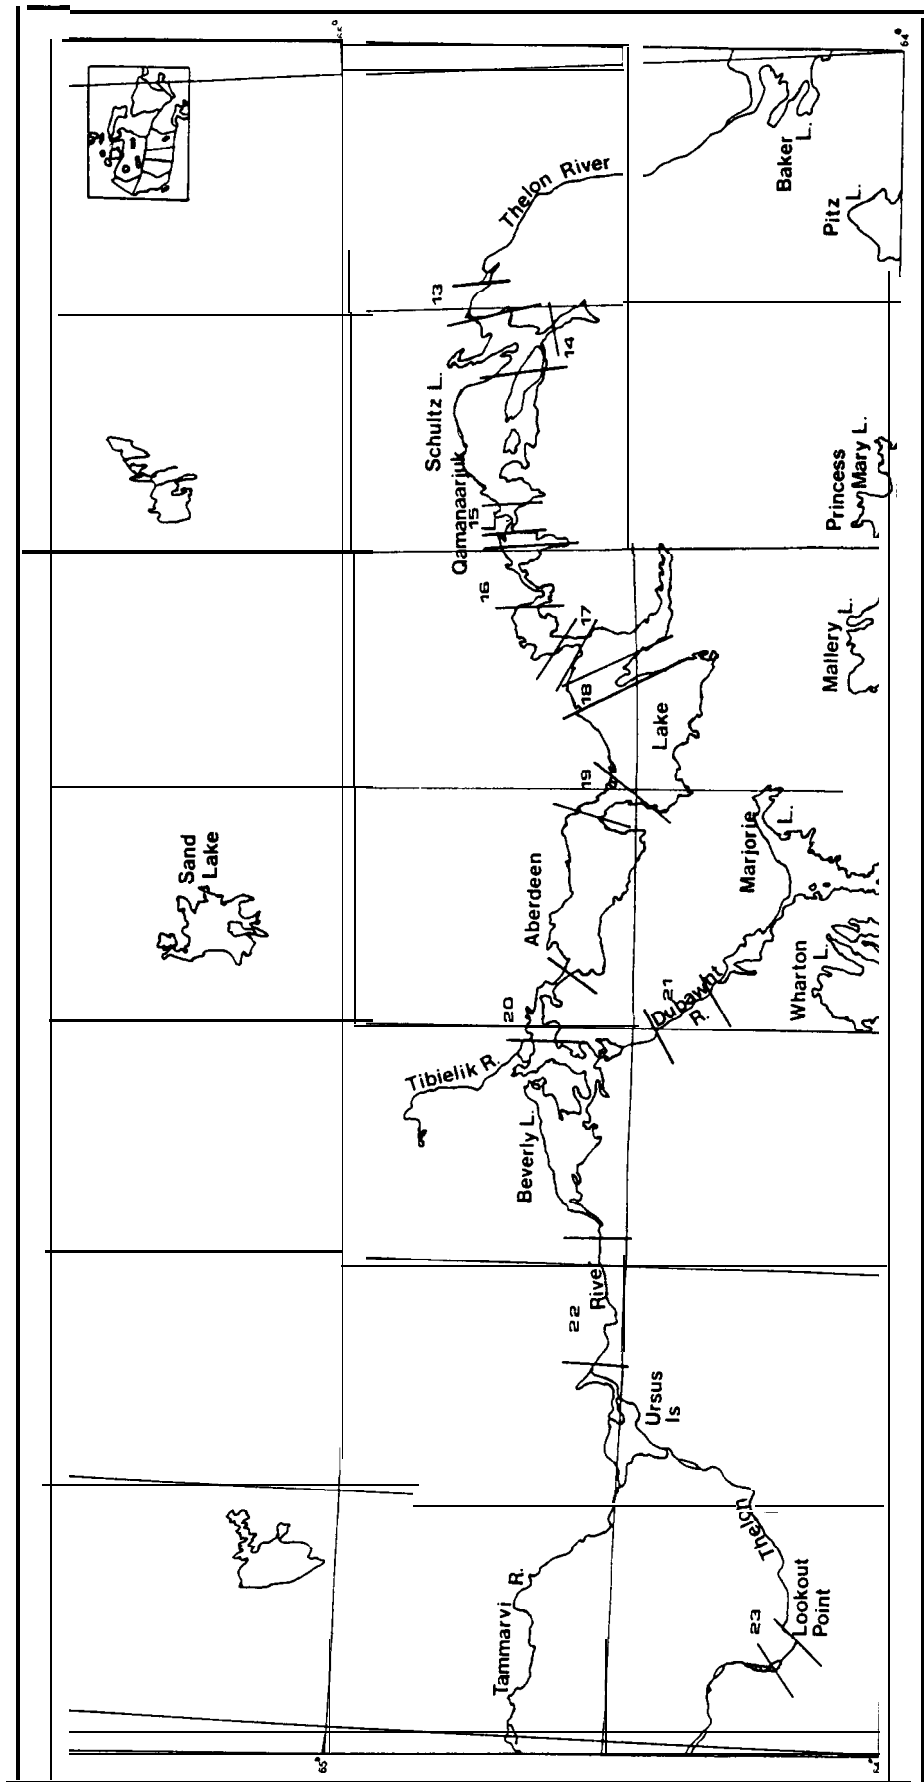 64°
Thelon River
Baker
L.
Pitz
L.
13
14
Schultz L.
Qamanaarjuk
L.
15
Princess
Mary L.
16
17
18
Mallery
L.
Lake
19
Sand
Lake
Aberdeen
Marjorie
L.
Wharton
L.
20
21
Dubawnt
R.
Tibielik R.
Beverly L.
River
22
Ursus
Is
Thelon
Tammarvi R.
23
Lookout
Point
65°